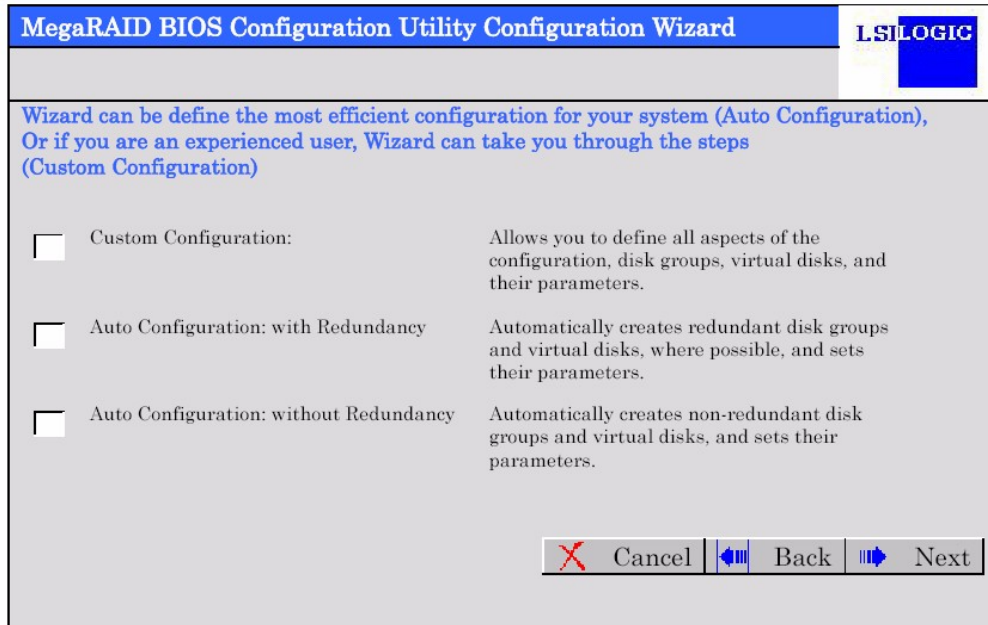 MegaRAID BIOS Configuration Utility Configuration Wizard
LSI LOGIC
Wizard can be define the most efficient configuration for your system (Auto Configuration),
Or if you are an experienced user, Wizard can take you through the steps
(Custom Configuration)
Custom Configuration:
Allows you to define all aspects of the
configuration, disk groups, virtual disks, and
their parameters.
Auto Configuration: with Redundancy
Automatically creates redundant disk groups
and virtual disks, where possible, and sets
their parameters.
Auto Configuration: without Redundancy
Automatically creates non-redundant disk
groups and virtual disks, and sets their
parameters.
Cancel
Back
Next